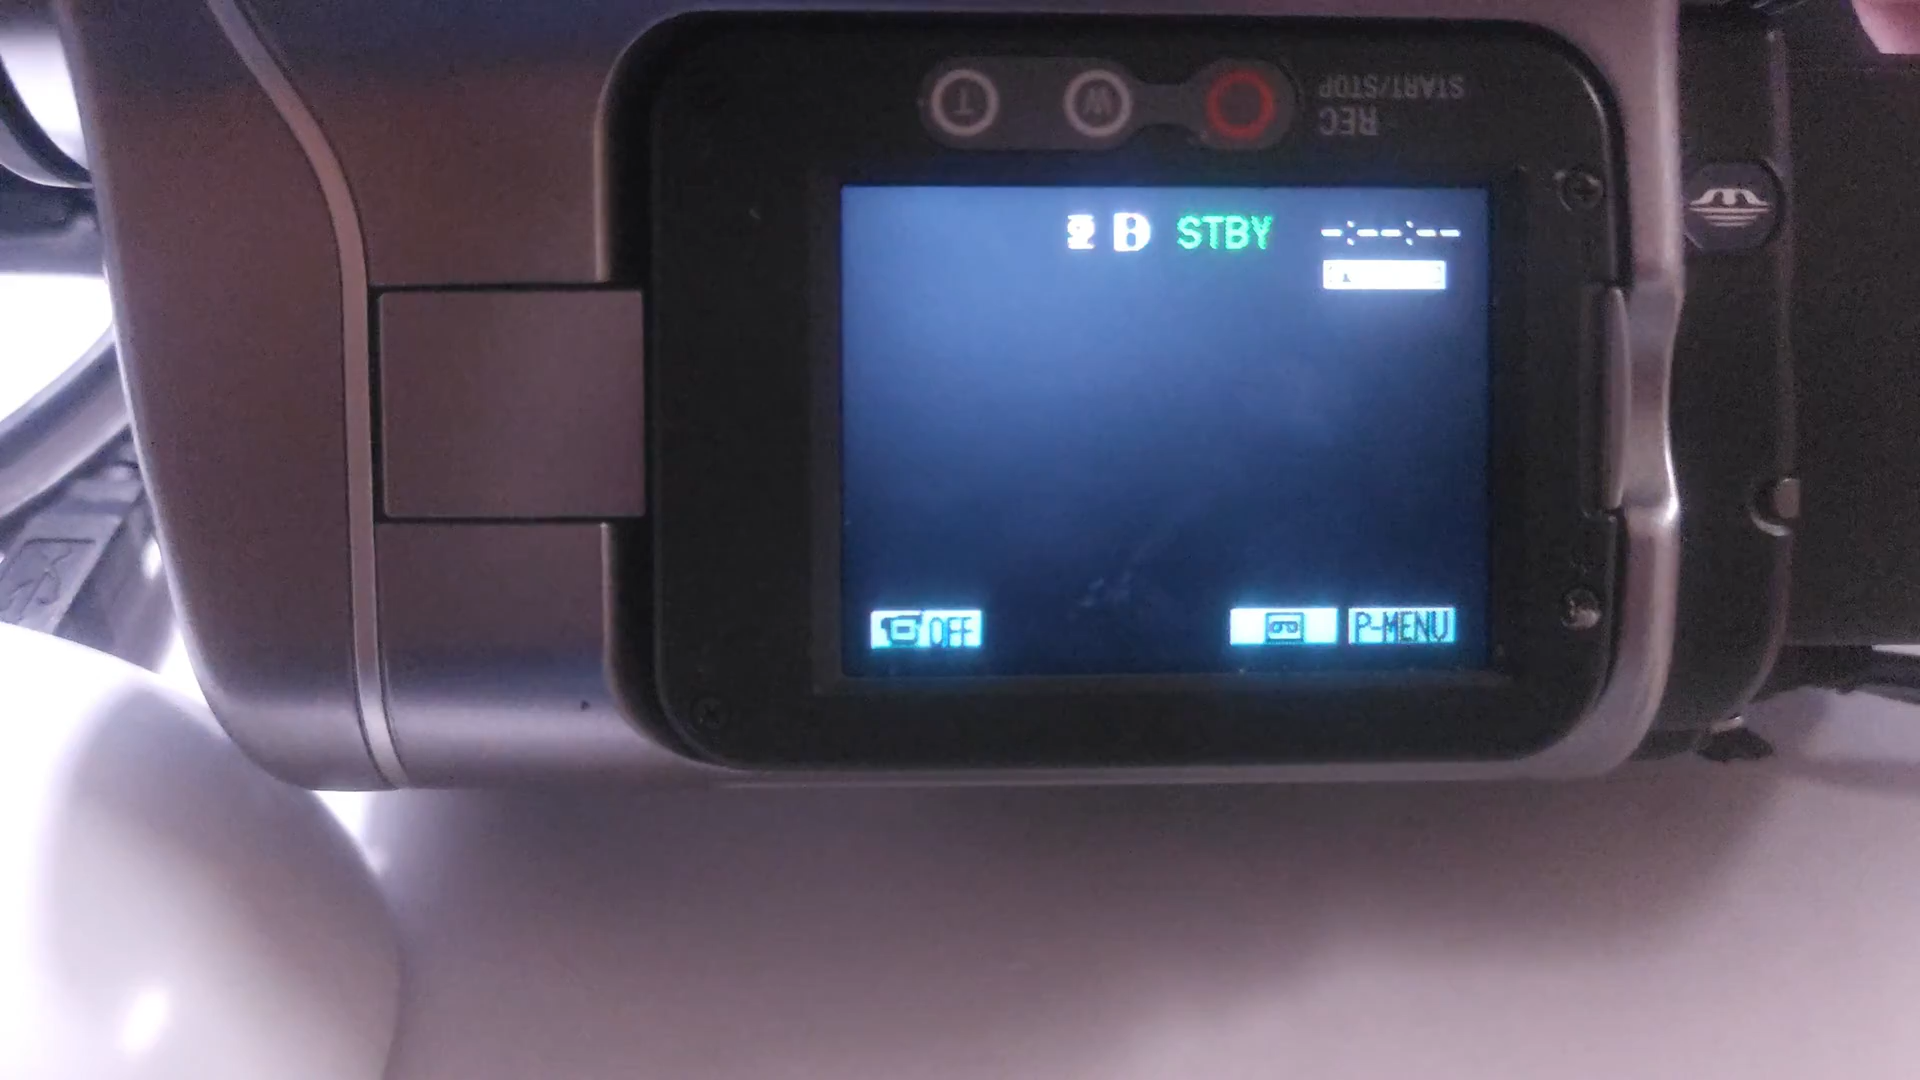 REC
START/STOP
W
T
STBY -:--:--
OFF
P-MENU